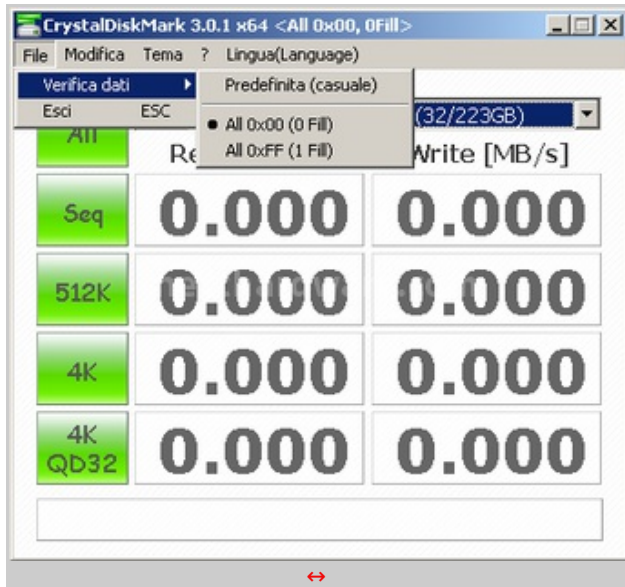 CrystalDiskMark 3.0.1 x64 <All 0x00, 0Fill>
File Modifica Tema ? Lingua(Language)
Verifica dati
Predefinita (casuale)
Esci ESC
All 0x00 (0 Fill)
(32/223GB)
All 0xFF (1 Fill)
All
Write [MB/s]
Seq 0.000 0.000
512K 0.000 0.000
4K 0.000 0.000
4K
QD32 0.000 0.000